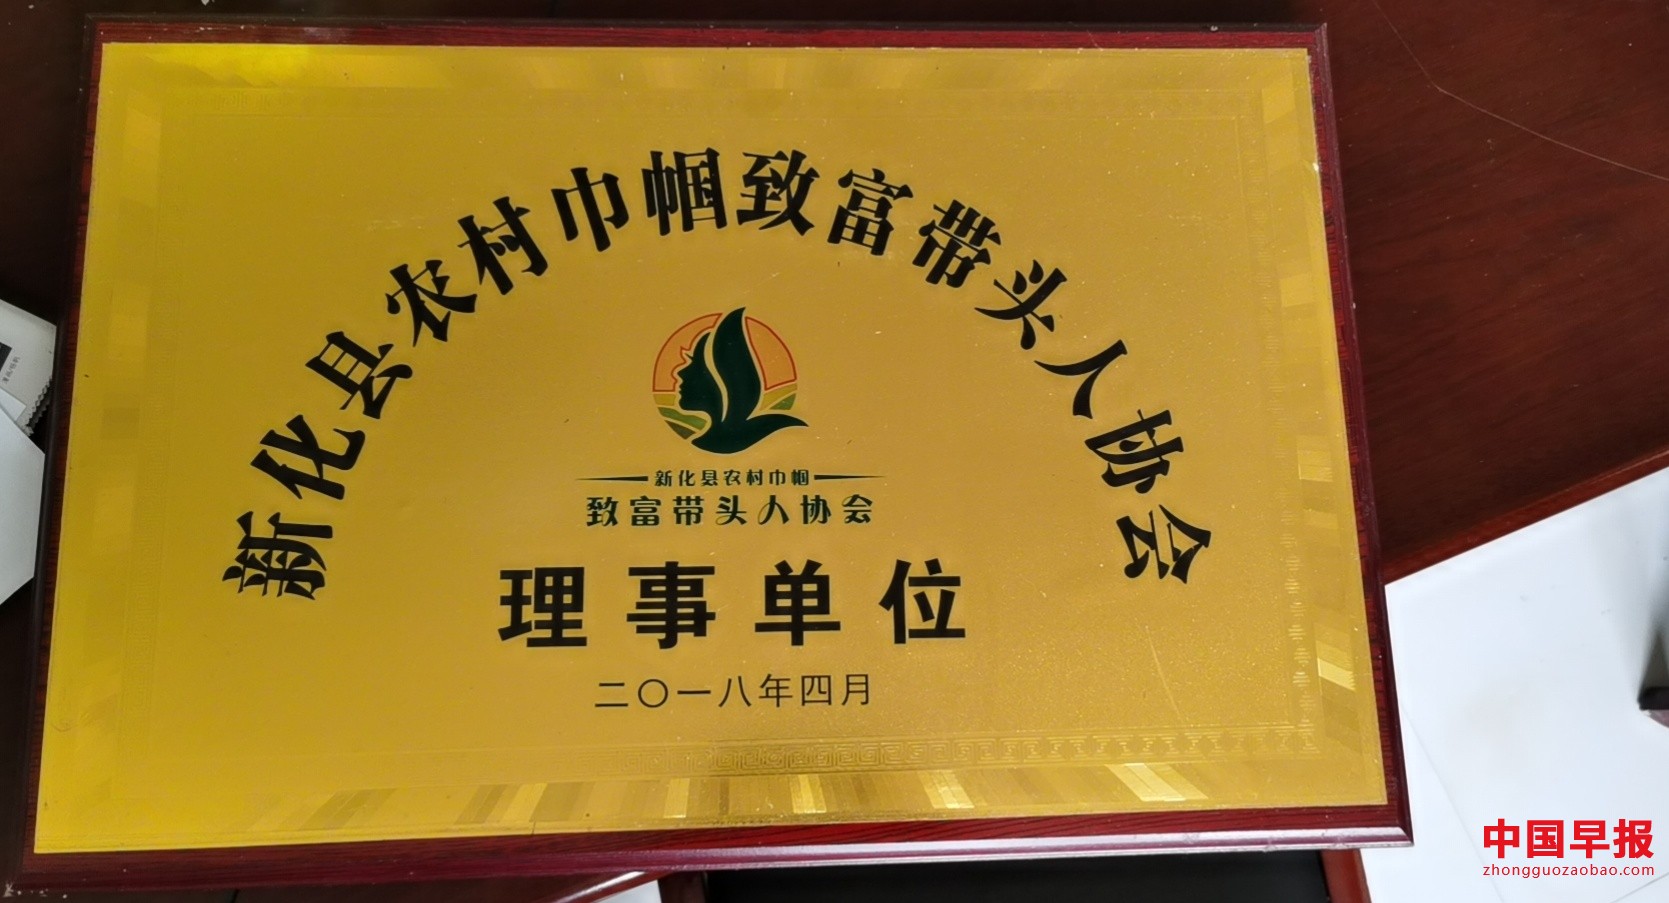 新化县农村巾帼致富带头人协会
新化县农村巾帼
致富带头人协会
理事单位
二〇一八年四月
中国早报
zhongguozaobao.com